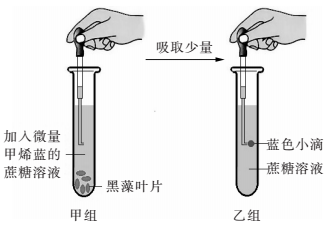 吸取少量
加入微量
甲烯蓝的
蔗糖溶液
黑藻叶片
甲组
蓝色小滴
蔗糖溶液
乙组